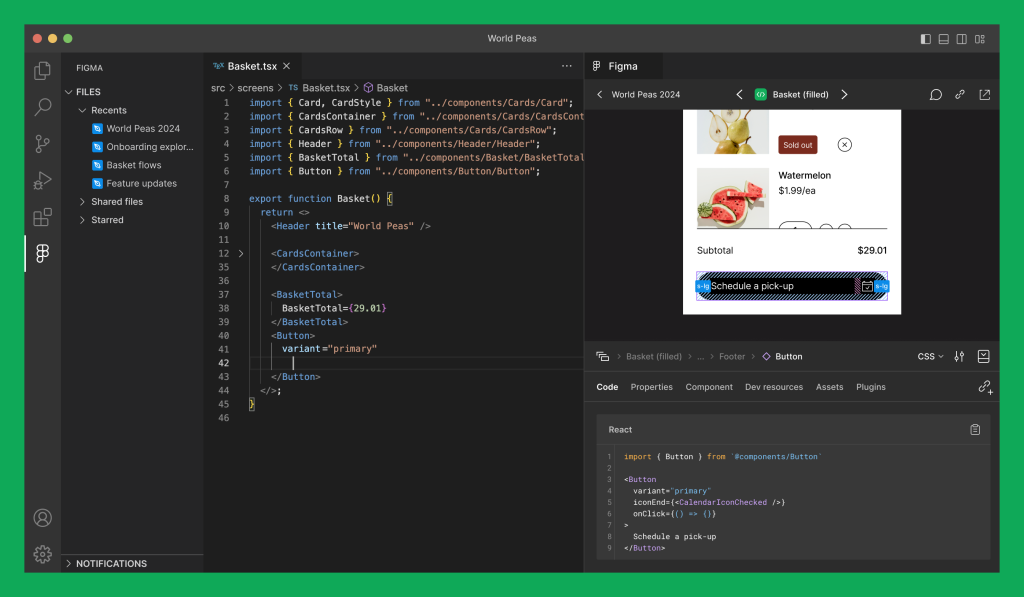 World Peas
FIGMA
FILES
Recents
World Peas 2024
Onboarding explor...
Basket flows
Feature updates
Shared files
Starred
NOTIFICATIONS
Basket.tsx
src > screens > TS Basket.tsx > Basket
1 import { Card, CardStyle } from "../components/Cards/Card";
2 import { CardsContainer } from "../components/Cards/CardsCont
3 import { CardsRow } from "../components/Cards/CardsRow";
4 import { Header } from "../components/Header/Header";
5 import { BasketTotal } from "../components/Basket/BasketTotal
6 import { Button } from "../components/Button/Button";
7
8 export function Basket() {
9 return <>
10 <Header title="World Peas" />
11
12 <CardsContainer>
35 </CardsContainer>
36
37 <BasketTotal>
38 BasketTotal={29.01}
39 </BasketTotal>
40 <Button>
41 variant="primary"
42
43 </Button>
44 </>;
45 }
46
Figma
World Peas 2024
Basket (filled)
Sold out
Watermelon
$1.99/ea
Subtotal $29.01
s-lg Schedule a pick-up s-lg
Basket (filled) > ... > Footer > Button
CSS
Code Properties Component Dev resources Assets Plugins
React
1 import { Button } from `@components/Button`
2
3 <Button
4 variant="primary"
5 iconEnd={<CalendarIconChecked />}
6 onClick={() => {}}
7 >
8 Schedule a pick-up
9 </Button>